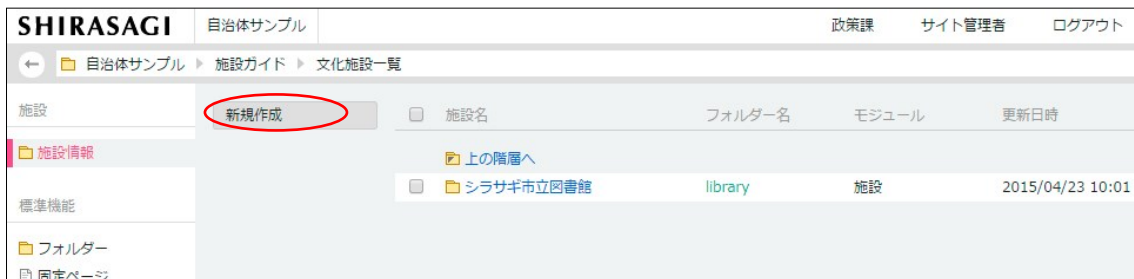 SHIRASAGI 自治体サンプル 政策課 サイト管理者 ログアウト
自治体サンプル 施設ガイド 文化施設一覧
施設 新規作成 施設名 フォルダー名 モジュール 更新日時
施設情報 上の階層へ
シラサギ市立図書館 library 施設 2015/04/23 10:01
標準機能
フォルダー
固定ページ